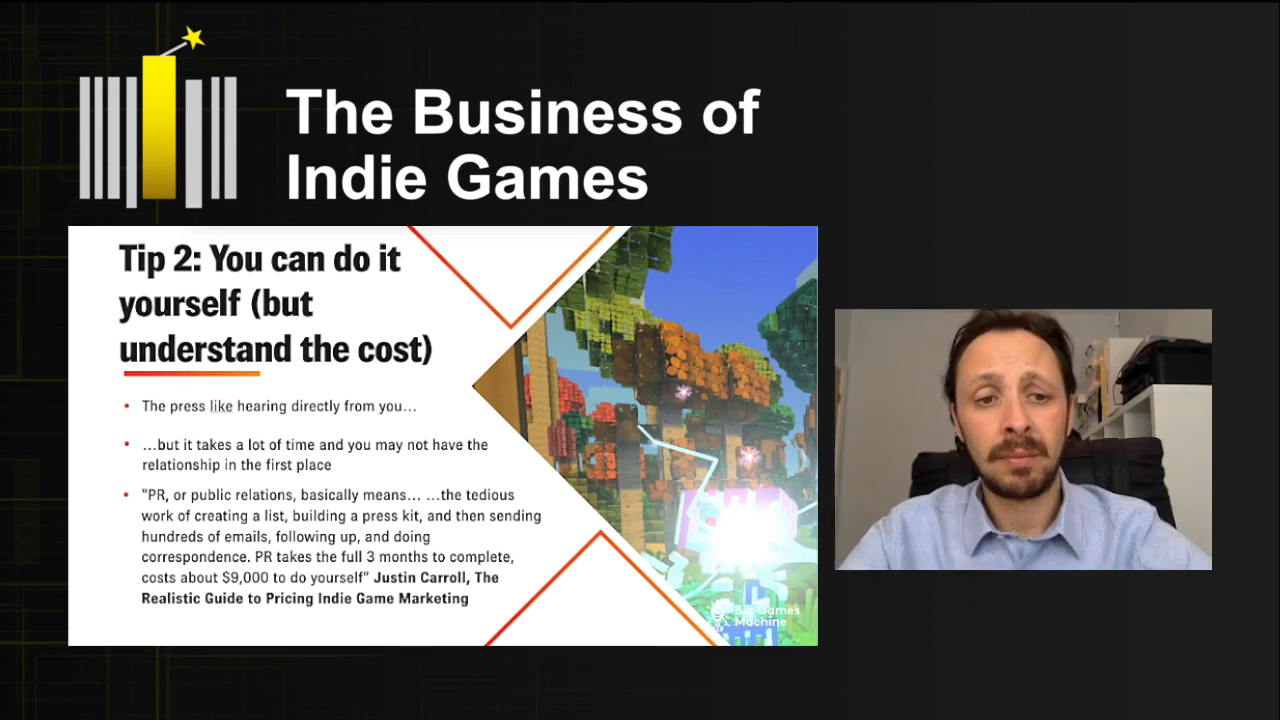 The Business of
Indie Games
Tip 2: You can do it
yourself (but
understand the cost)
• The press like hearing directly from you…
• …but it takes a lot of time and you may not have the
relationship in the first place
• “PR, or public relations, basically means… …the tedious
work of creating a list, building a press kit, and then sending
hundreds of emails, following up, and doing
correspondence. PR takes the full 3 months to complete,
costs about $9,000 to do yourself” Justin Carroll, The
Realistic Guide to Pricing Indie Game Marketing
Big Games
Machine